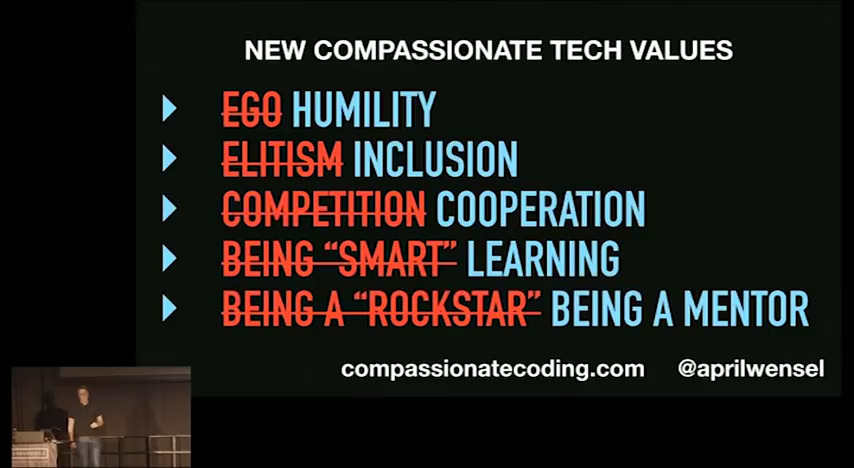 NEW COMPASSIONATE TECH VALUES
EGO HUMILITY
ELITISM INCLUSION
COMPETITION COOPERATION
BEING “SMART” LEARNING
BEING A “ROCKSTAR” BEING A MENTOR
compassionatecoding.com @aprilwensel